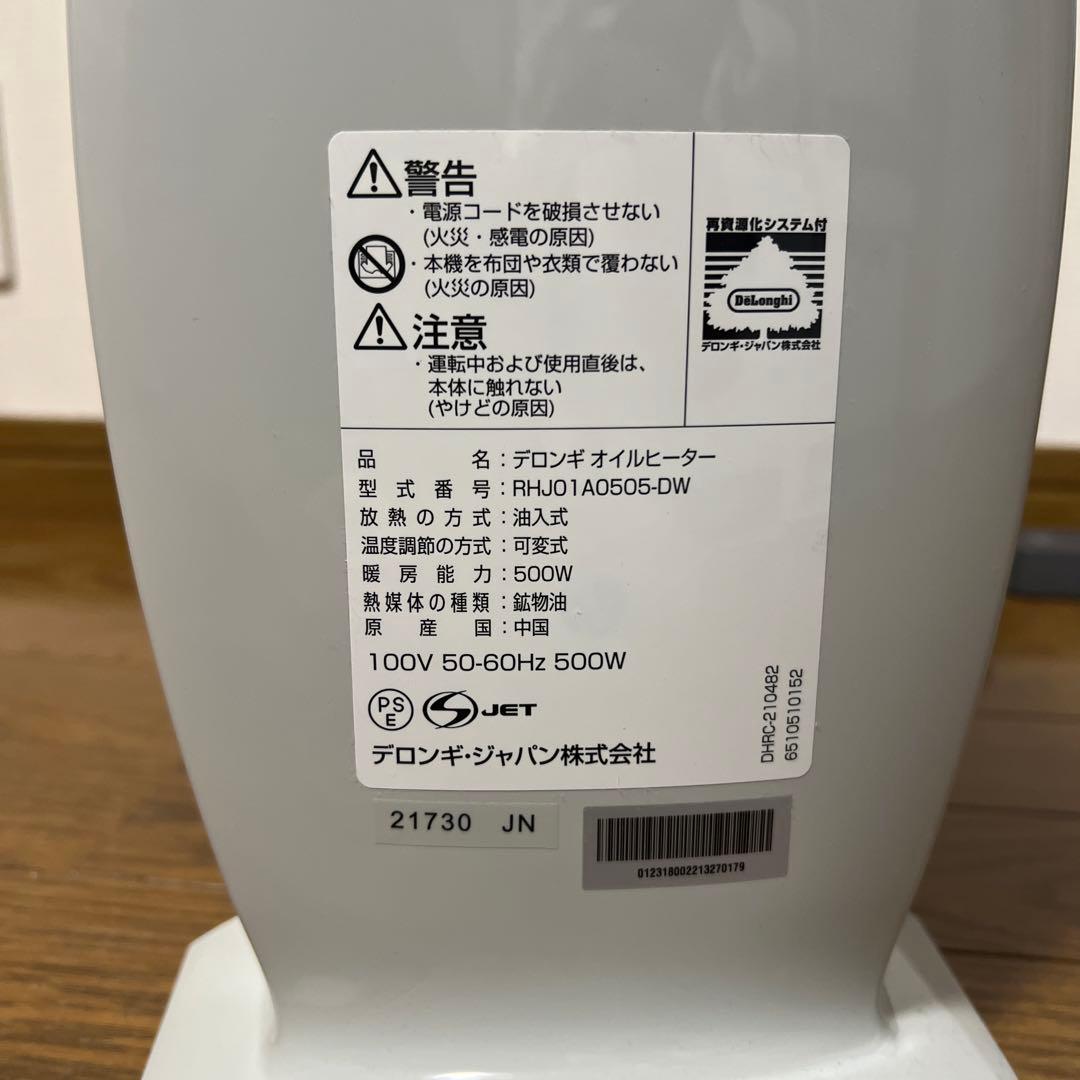 警告
・電源コードを破損させない
(火災・感電の原因)
・本機を布団や衣類で覆わない
(火災の原因)
注意
・運転中および使用直後は、
本体に触れない
(やけどの原因)
再資源化システム付
DeLonghi
デロンギ・ジャパン株式会社
品名：デロンギ オイルヒーター
型式番号：RHJ01A0505-DW
放熱の方式：油入式
温度調節の方式：可変式
暖房能力：500W
熱媒体の種類：鉱物油
原産国：中国
100V 50-60Hz 500W
PS
E
JET
デロンギ・ジャパン株式会社
DHRC-210482
6510510152
21730 JN
012318002213270179